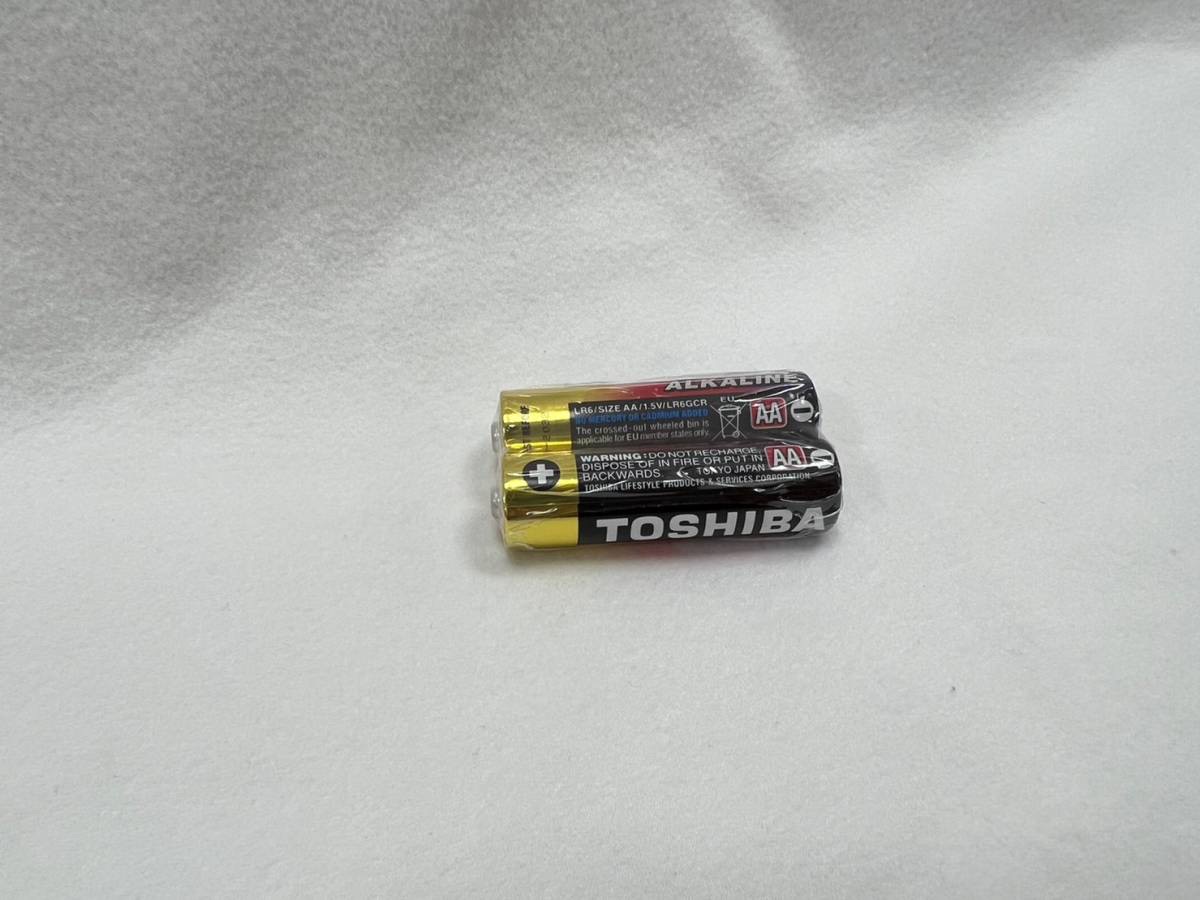 ALKALINE
LR6/SIZE AA/1.5V/LR6GCR
NO MERCURY OR CADMIUM ADDED
The crossed-out wheeled bin is
applicable for EU member states only.
EU
AA
WARNING: DO NOT RECHARGE,
DISPOSE OF IN FIRE OR PUT IN
BACKWARDS. TOKYO JAPAN
TOSHIBA LIFESTYLE PRODUCTS & SERVICES CORPORATION
AA
TOSHIBA